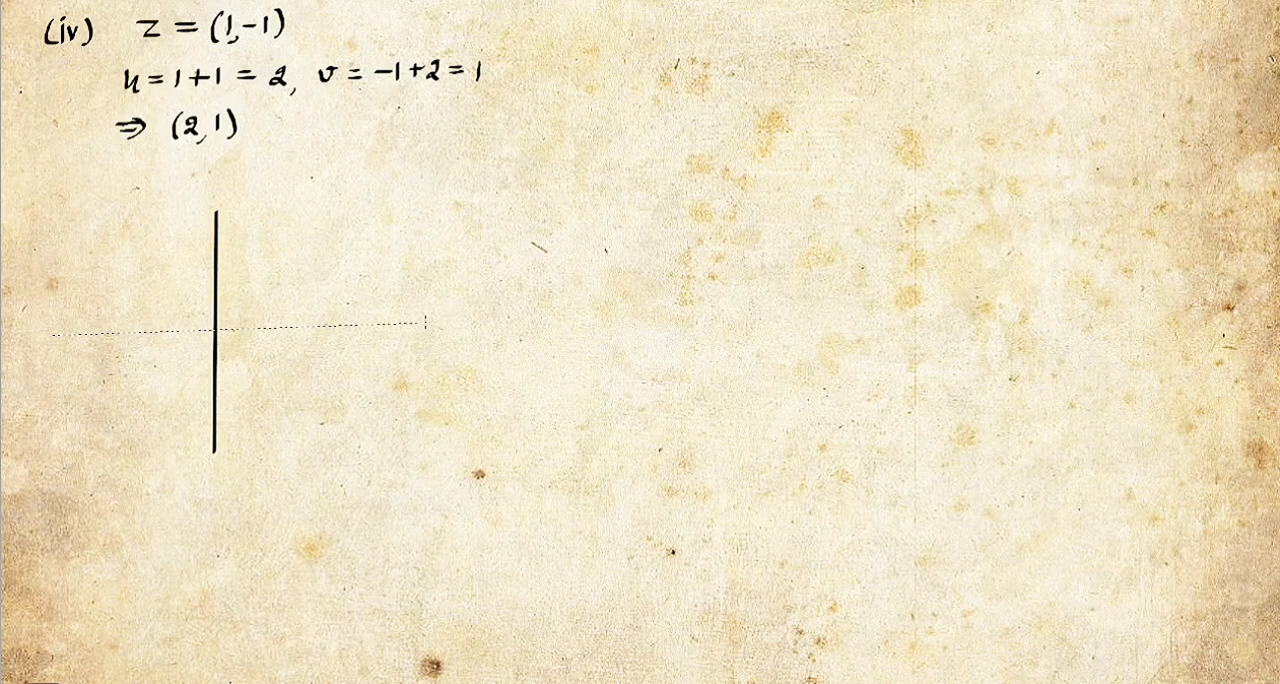 (iv) z = (1,-1)
u = 1+1 = 2, v = -1+2 = 1
⇒ (2,1)